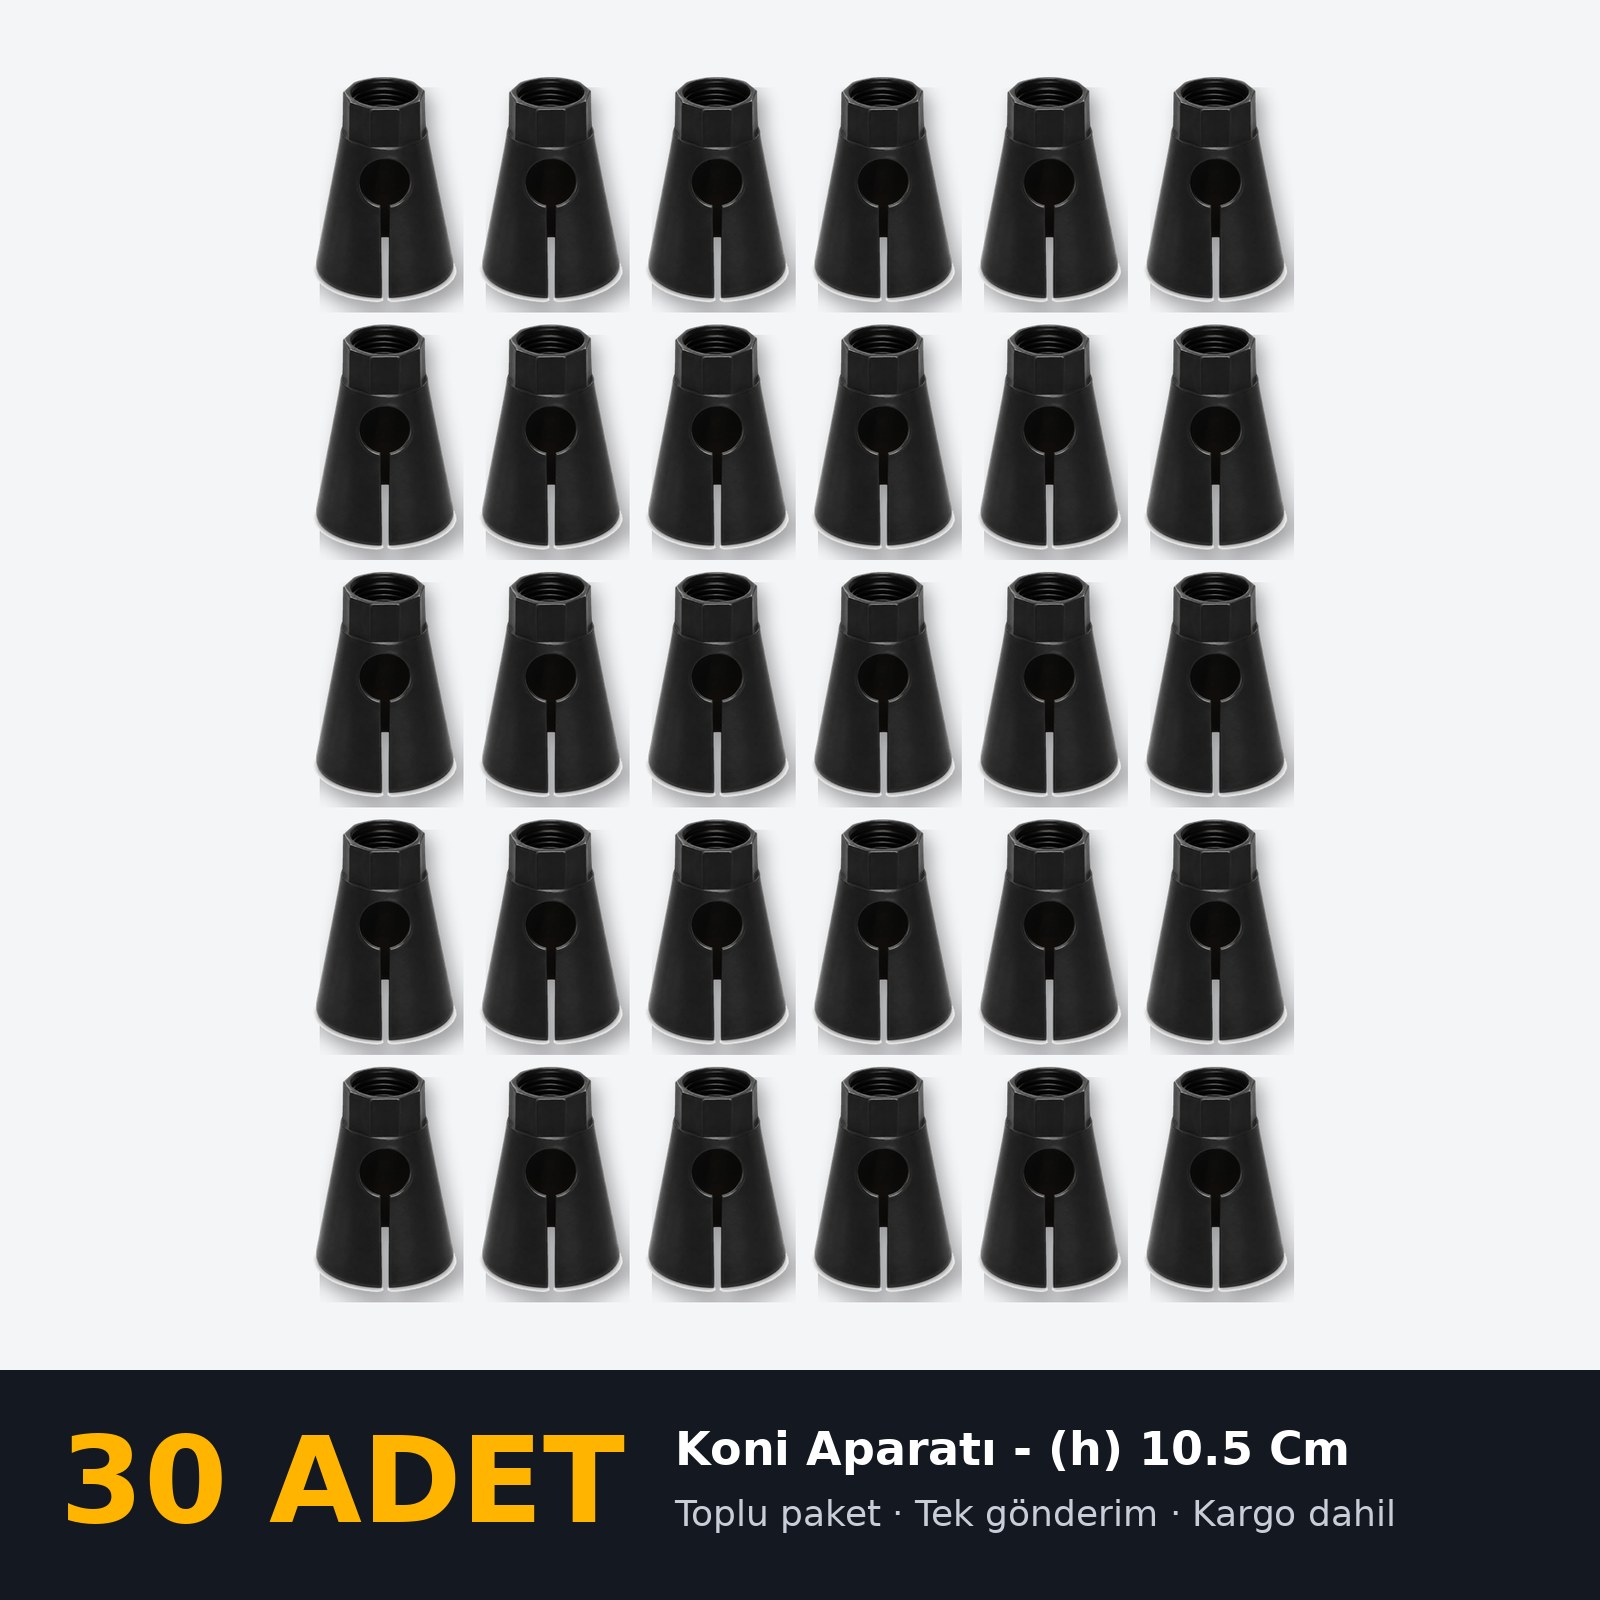 30 ADET
Koni Aparatı - (h) 10.5 Cm
Toplu paket · Tek gönderim · Kargo dahil